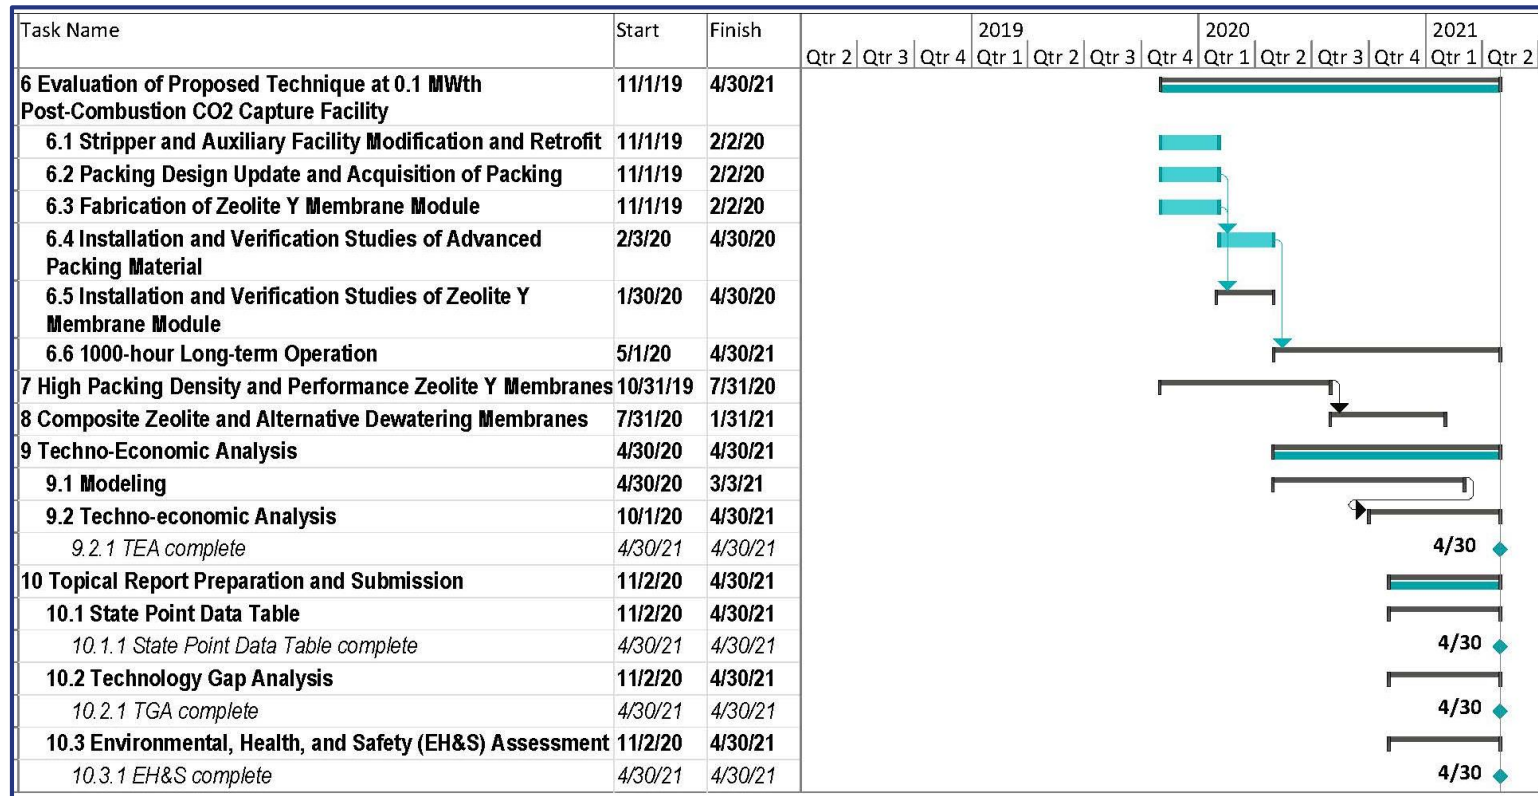 Task Name Start Finish 2019 2020 2021
Qtr 2 Qtr 3 Qtr 4 Qtr 1 Qtr 2 Qtr 3 Qtr 4 Qtr 1 Qtr 2 Qtr 3 Qtr 4 Qtr 1 Qtr 2
6 Evaluation of Proposed Technique at 0.1 MWth 11/1/19 4/30/21
Post-Combustion CO2 Capture Facility
6.1 Stripper and Auxiliary Facility Modification and Retrofit 11/1/19 2/2/20
6.2 Packing Design Update and Acquisition of Packing 11/1/19 2/2/20
6.3 Fabrication of Zeolite Y Membrane Module 11/1/19 2/2/20
6.4 Installation and Verification Studies of Advanced 2/3/20 4/30/20
Packing Material
6.5 Installation and Verification Studies of Zeolite Y 1/30/20 4/30/20
Membrane Module
6.6 1000-hour Long-term Operation 5/1/20 4/30/21
7 High Packing Density and Performance Zeolite Y Membranes 10/31/19 7/31/20
8 Composite Zeolite and Alternative Dewatering Membranes 7/31/20 1/31/21
9 Techno-Economic Analysis 4/30/20 4/30/21
9.1 Modeling 4/30/20 3/3/21
9.2 Techno-economic Analysis 10/1/20 4/30/21
9.2.1 TEA complete 4/30/21 4/30/21 4/30
10 Topical Report Preparation and Submission 11/2/20 4/30/21
10.1 State Point Data Table 11/2/20 4/30/21
10.1.1 State Point Data Table complete 4/30/21 4/30/21 4/30
10.2 Technology Gap Analysis 11/2/20 4/30/21
10.2.1 TGA complete 4/30/21 4/30/21 4/30
10.3 Environmental, Health, and Safety (EH&S) Assessment 11/2/20 4/30/21
10.3.1 EH&S complete 4/30/21 4/30/21 4/30